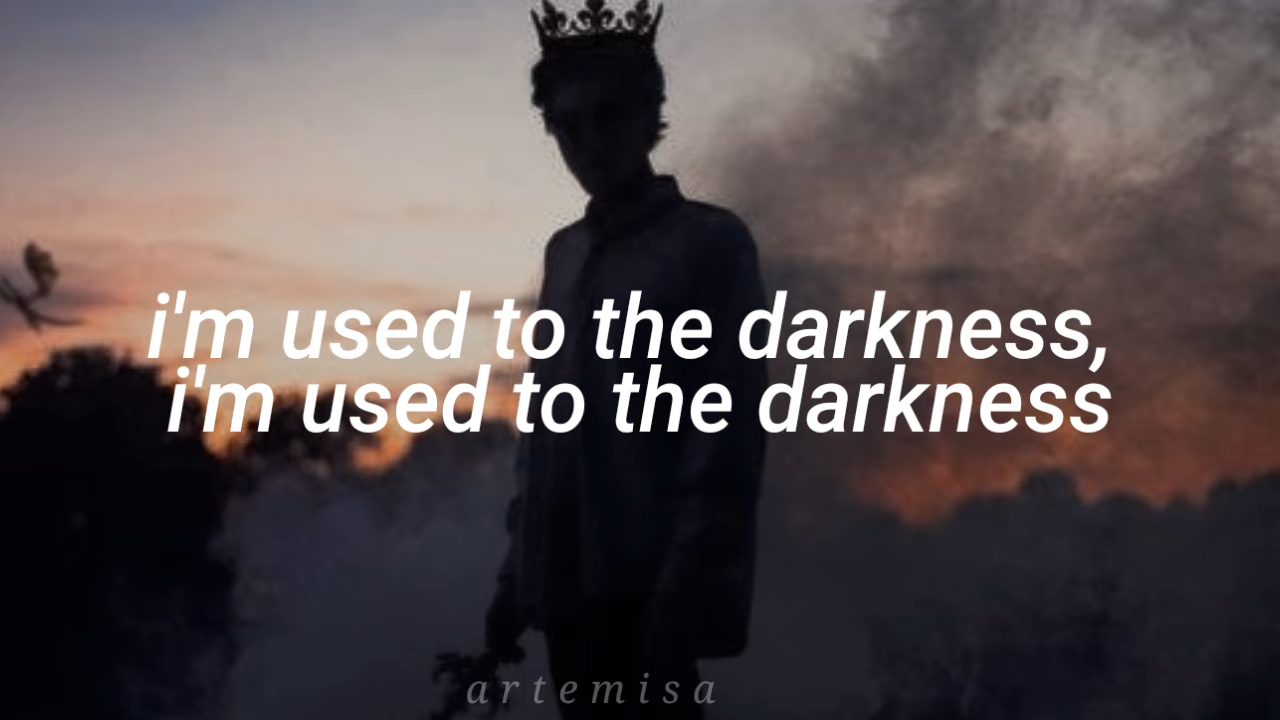 i'm used to the darkness,
i'm used to the darkness
artemisa